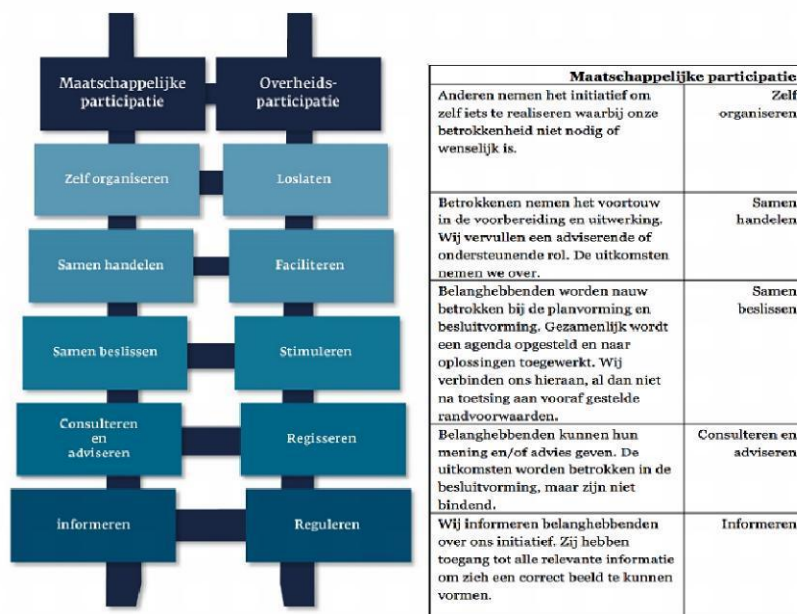 Maatschappelijke
participatie
Overheids-
participatie
Zelf organiseren
Loslaten
Samen handelen
Faciliteren
Samen beslissen
Stimuleren
Consulteren
en
adviseren
Regisseren
informeren
Reguleren
Maatschappelijke participatie
Anderen nemen het initiatief om
zelf iets te realiseren waarbij onze
betrokkenheid niet nodig of
wenselijk is.
Zelf
organiseren
Betrokkenen nemen het voortouw
in de voorbereiding en uitwerking.
Wij vervullen een adviserende of
ondersteunende rol. De uitkomsten
nemen we over.
Samen
handelen
Belanghebbenden worden nauw
betrokken bij de planvorming en
besluitvorming. Gezamenlijk wordt
een agenda opgesteld en naar
oplossingen toegewerkt. Wij
verbinden ons hieraan, al dan niet
na toetsing aan vooraf gestelde
randvoorwaarden.
Samen
beslissen
Belanghebbenden kunnen hun
mening en/of advies geven. De
uitkomsten worden betrokken in de
besluitvorming, maar zijn niet
bindend.
Consulteren en
adviseren
Wij informeren belanghebbenden
over ons initiatief. Zij hebben
toegang tot alle relevante informatie
om zich een correct beeld te kunnen
vormen.
Informeren